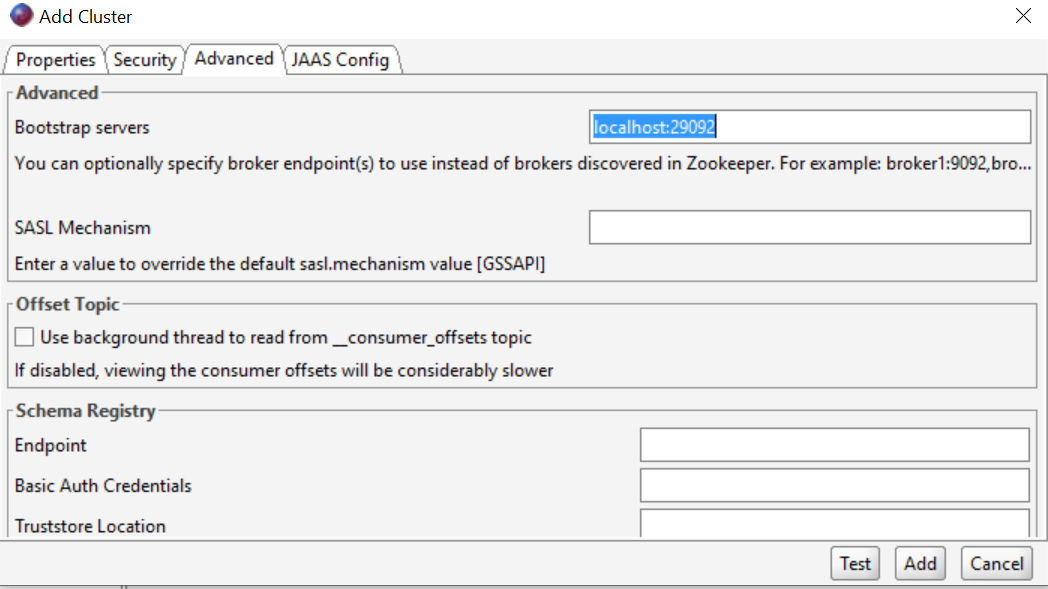 Add Cluster
Properties Security Advanced JAAS Config
Advanced
Bootstrap servers localhost:29092
You can optionally specify broker endpoint(s) to use instead of brokers discovered in Zookeeper. For example: broker1:9092,bro...
SASL Mechanism
Enter a value to override the default sasl.mechanism value [GSSAPI]
Offset Topic
Use background thread to read from __consumer_offsets topic
If disabled, viewing the consumer offsets will be considerably slower
Schema Registry
Endpoint
Basic Auth Credentials
Truststore Location
Test Add Cancel